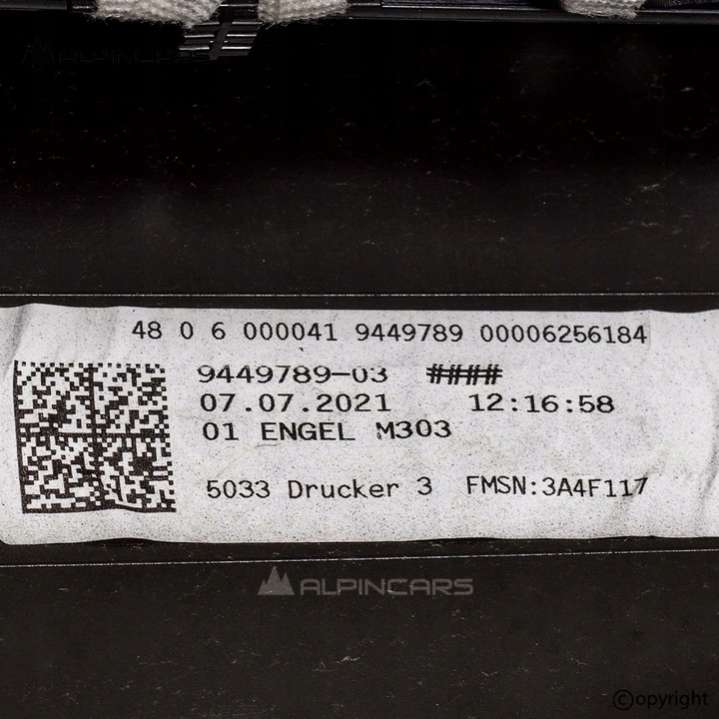 ALPINCARS
48 0 6 000041 9449789 00006256184
9449789-03 ####
07.07.2021 12:16:58
01 ENGEL M303
5033 Drucker 3 FMSN:3A4F117
ALPINCARS
©opyright